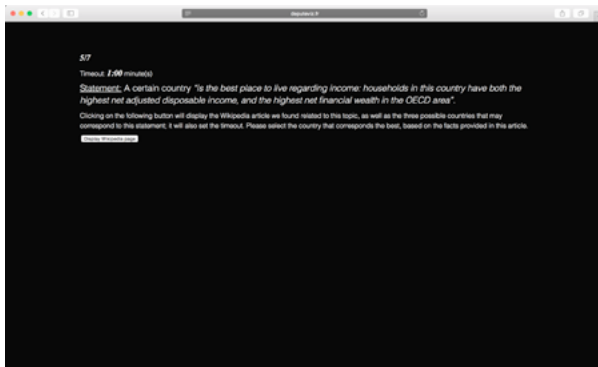 5/7
Timeout: 1:00 minute(s)
Statement: A certain country "is the best place to live regarding income: households in this country have both the
highest net adjusted disposable income, and the highest net financial wealth in the OECD area".
Clicking on the following button will display the Wikipedia article we found related to this topic, as well as the three possible countries that may
correspond to this statement; it will also set the timeout. Please select the country that corresponds the best, based on the facts provided in this article.
Display Wikipedia page